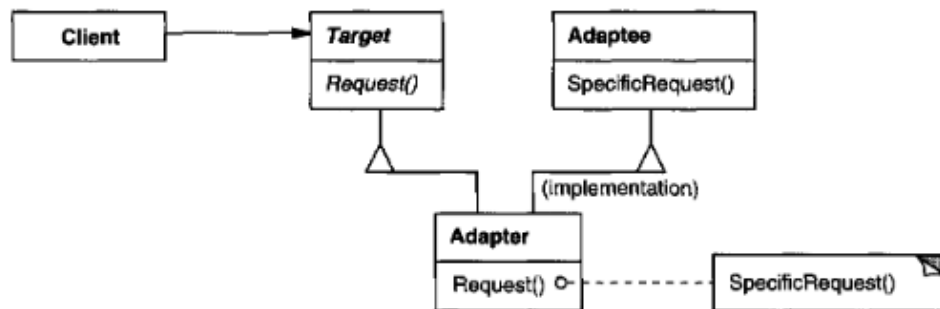 Client
Target
Request()
Adaptee
SpecificRequest()
(implementation)
Adapter
Request()
SpecificRequest()